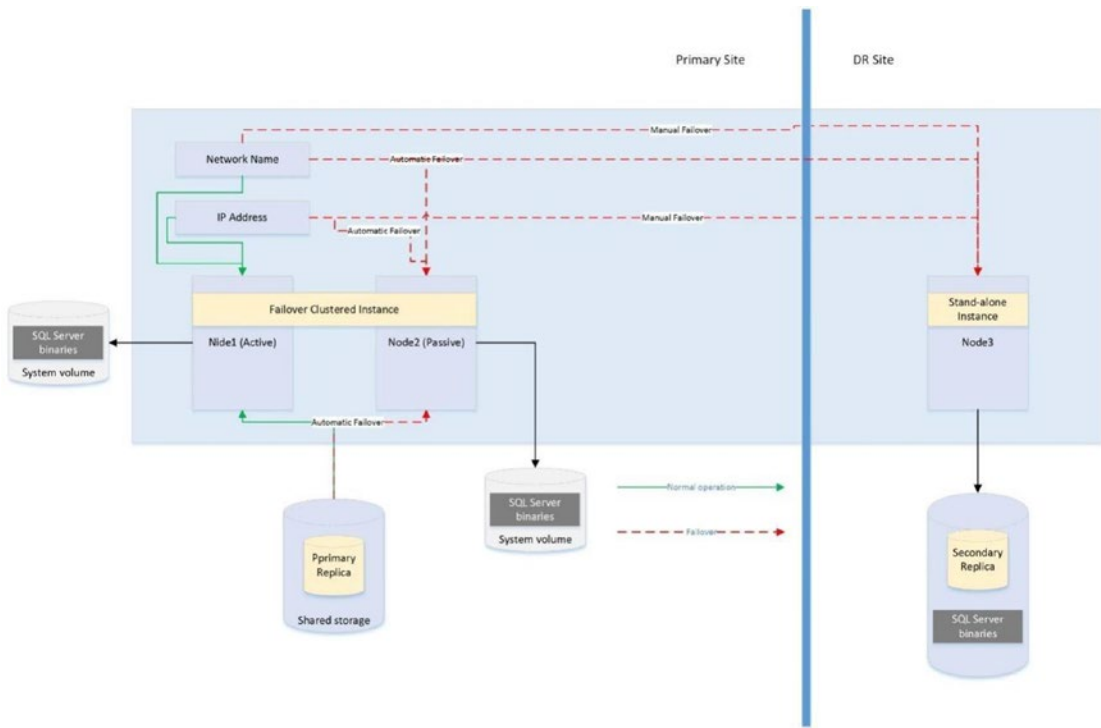 Primary Site
DR Site
Manual Failover
Network Name
Automatic Failover
IP Address
Manual Failover
Automatic Failover
Failover Clustered Instance
Stand-alone
Instance
SQL Server
binaries
System volume
Nide1 (Active)
Node2 (Passive)
Node3
Automatic Failover
SQL Server
binaries
System volume
Normal operation
Failover
Pprimary
Replica
Shared storage
Secondary
Replica
SQL Server
binaries